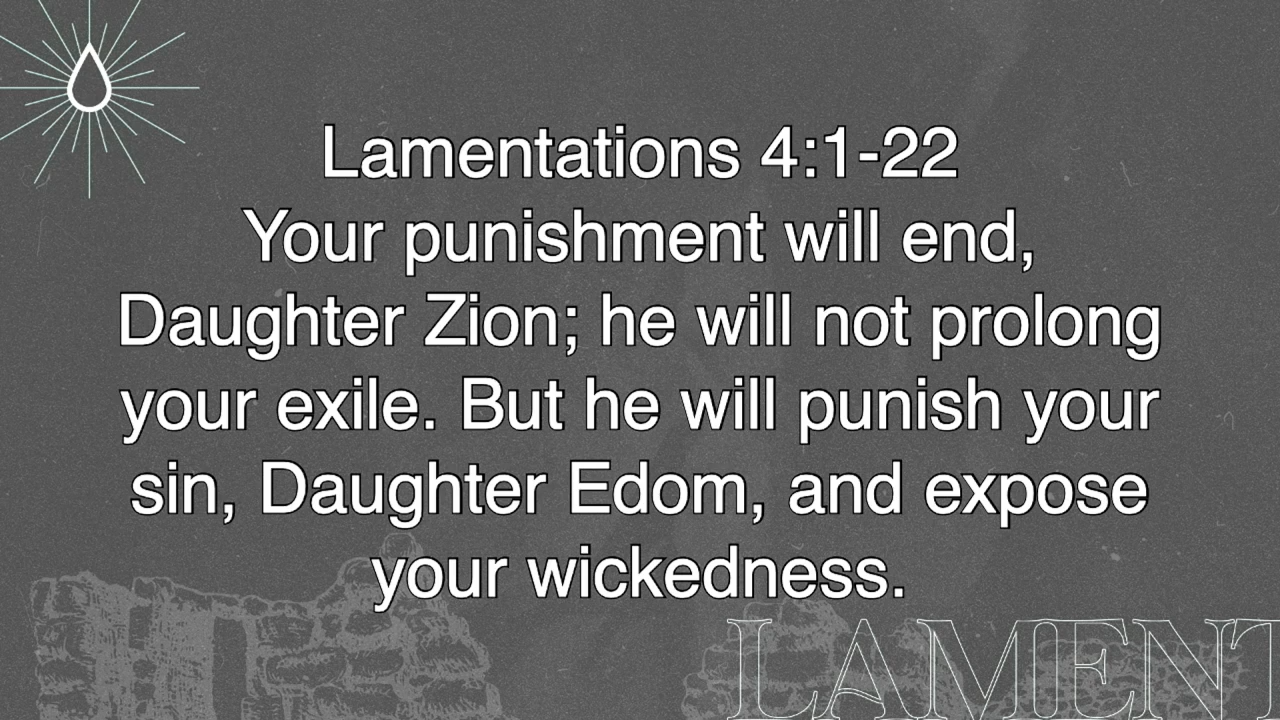 Lamentations 4:1-22
Your punishment will end,
Daughter Zion; he will not prolong
your exile. But he will punish your
sin, Daughter Edom, and expose
your wickedness.
LAMENT